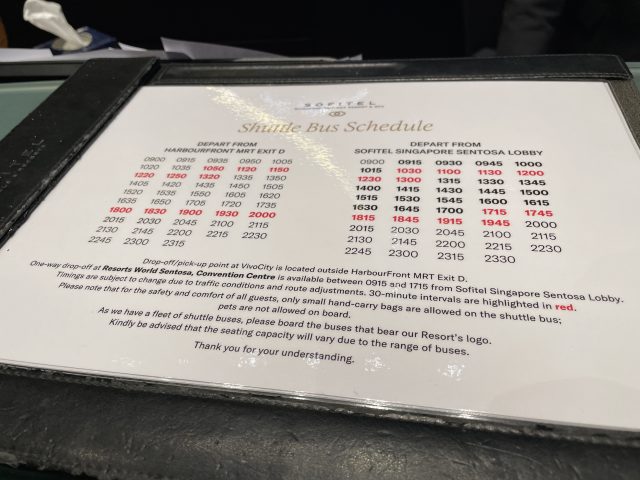 SOFITEL
Shuttle Bus Schedule
DEPART FROM
HARBOURFRONT MRT EXIT D
0900 0915 0935 0950 1005
1020 1035 1050 1120 1150
1220 1250 1320 1335 1350
1405 1420 1435 1450 1505
1520 1535 1550 1605 1620
1635 1650 1705 1720 1735
1800 1830 1900 1930 2000
2015 2030 2045 2100 2115
2130 2145 2200 2215 2230
2245 2300 2315
DEPART FROM
SOFITEL SINGAPORE SENTOSA LOBBY
0900 0915 0930 0945 1000
1015 1030 1100 1130 1200
1230 1300 1315 1330 1345
1400 1415 1430 1445 1500
1515 1530 1545 1600 1615
1630 1645 1700 1715 1745
1815 1845 1915 1945 2000
2015 2030 2045 2100 2115
2130 2145 2200 2215 2230
2245 2300 2315 2330
Drop-off/pick-up point at VivoCity is located outside HarbourFront MRT Exit D.
One-way drop-off at Resorts World Sentosa, Convention Centre is available between 0915 and 1715 from Sofitel Singapore Sentosa Lobby.
Timings are subject to change due to traffic conditions and route adjustments. 30-minute intervals are highlighted in red.
Please note that for the safety and comfort of all guests, only small hand-carry bags are allowed on the shuttle bus;
pets are not allowed on board.
As we have a fleet of shuttle buses, please board the buses that bear our Resort's logo.
Kindly be advised that the seating capacity will vary due to the range of buses.
Thank you for your understanding.